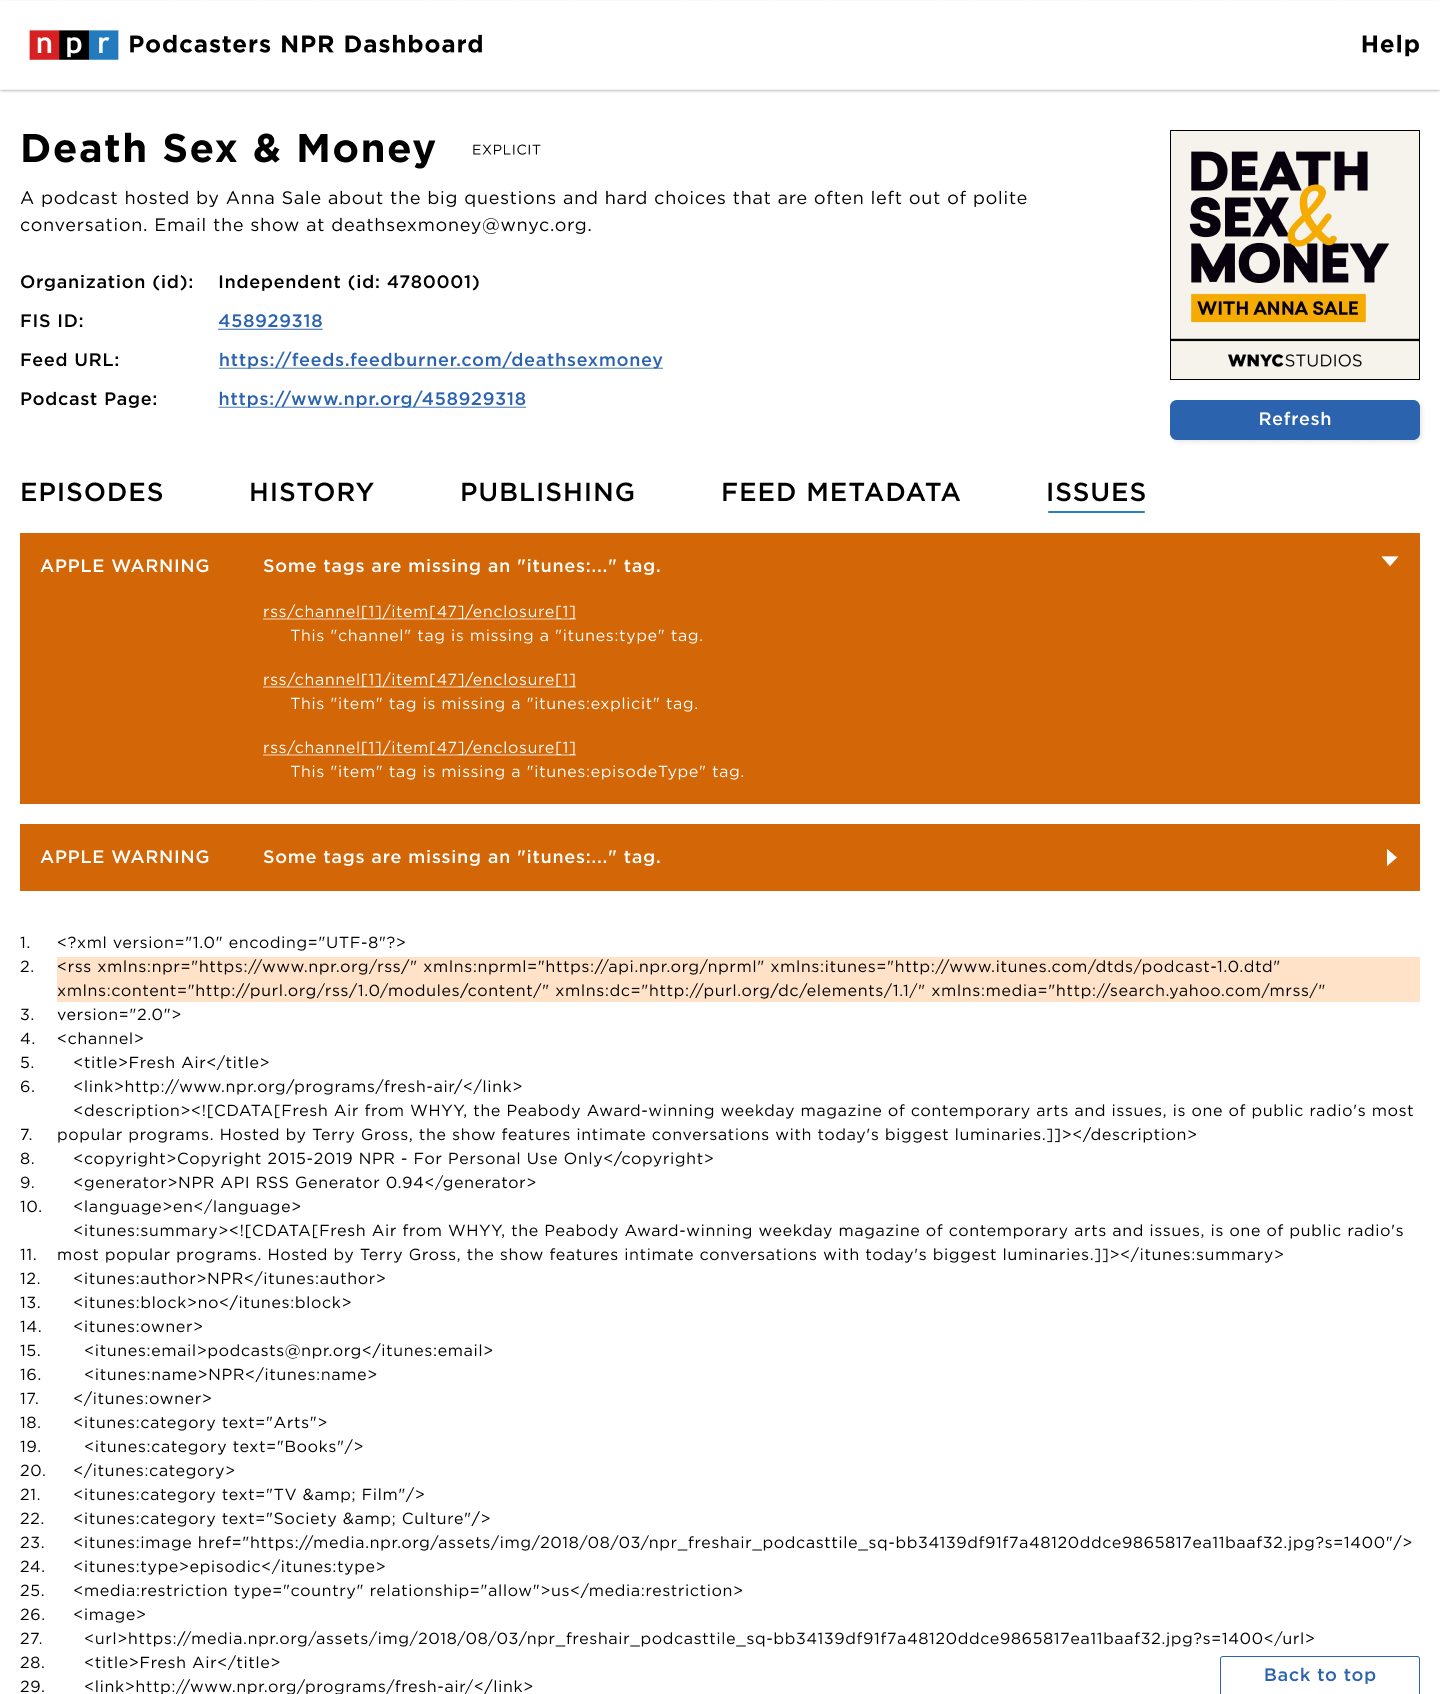 npr Podcasters NPR Dashboard
Help
Death Sex & Money EXPLICIT
A podcast hosted by Anna Sale about the big questions and hard choices that are often left out of polite
conversation. Email the show at deathsexmoney@wnyc.org.
Organization (id): Independent (id: 4780001)
FIS ID: 458929318
Feed URL: https://feeds.feedburner.com/deathsexmoney
Podcast Page: https://www.npr.org/458929318
DEATH
SEX &
MONEY
WITH ANNA SALE
WNYCSTUDIOS
Refresh
EPISODES HISTORY PUBLISHING FEED METADATA ISSUES
APPLE WARNING Some tags are missing an "itunes:..." tag.
rss/channel[1]/item[47]/enclosure[1]
This "channel" tag is missing a "itunes:type" tag.
rss/channel[1]/item[47]/enclosure[1]
This "item" tag is missing a "itunes:explicit" tag.
rss/channel[1]/item[47]/enclosure[1]
This "item" tag is missing a "itunes:episodeType" tag.
APPLE WARNING Some tags are missing an "itunes:..." tag.
1. <?xml version="1.0" encoding="UTF-8"?>
2. <rss xmlns:npr="https://www.npr.org/rss/" xmlns:nprml="https://api.npr.org/nprml" xmlns:itunes="http://www.itunes.com/dtds/podcast-1.0.dtd"
xmlns:content="http://purl.org/rss/1.0/modules/content/" xmlns:dc="http://purl.org/dc/elements/1.1/" xmlns:media="http://search.yahoo.com/mrss/"
3. version="2.0">
4. <channel>
5. <title>Fresh Air</title>
6. <link>http://www.npr.org/programs/fresh-air/</link>
<description><![CDATA[Fresh Air from WHYY, the Peabody Award-winning weekday magazine of contemporary arts and issues, is one of public radio's most
7. popular programs. Hosted by Terry Gross, the show features intimate conversations with today's biggest luminaries.]]></description>
8. <copyright>Copyright 2015-2019 NPR - For Personal Use Only</copyright>
9. <generator>NPR API RSS Generator 0.94</generator>
10. <language>en</language>
<itunes:summary><![CDATA[Fresh Air from WHYY, the Peabody Award-winning weekday magazine of contemporary arts and issues, is one of public radio's
11. most popular programs. Hosted by Terry Gross, the show features intimate conversations with today's biggest luminaries.]]></itunes:summary>
12. <itunes:author>NPR</itunes:author>
13. <itunes:block>no</itunes:block>
14. <itunes:owner>
15. <itunes:email>podcasts@npr.org</itunes:email>
16. <itunes:name>NPR</itunes:name>
17. </itunes:owner>
18. <itunes:category text="Arts">
19. <itunes:category text="Books"/>
20. </itunes:category>
21. <itunes:category text="TV &amp; Film"/>
22. <itunes:category text="Society &amp; Culture"/>
23. <itunes:image href="https://media.npr.org/assets/img/2018/08/03/npr_freshair_podcasttile_sq-bb34139df91f7a48120ddce9865817ea11baaf32.jpg?s=1400"/>
24. <itunes:type>episodic</itunes:type>
25. <media:restriction type="country" relationship="allow">us</media:restriction>
26. <image>
27. <url>https://media.npr.org/assets/img/2018/08/03/npr_freshair_podcasttile_sq-bb34139df91f7a48120ddce9865817ea11baaf32.jpg?s=1400</url>
28. <title>Fresh Air</title>
29. <link>http://www.npr.org/programs/fresh-air/</link>
Back to top